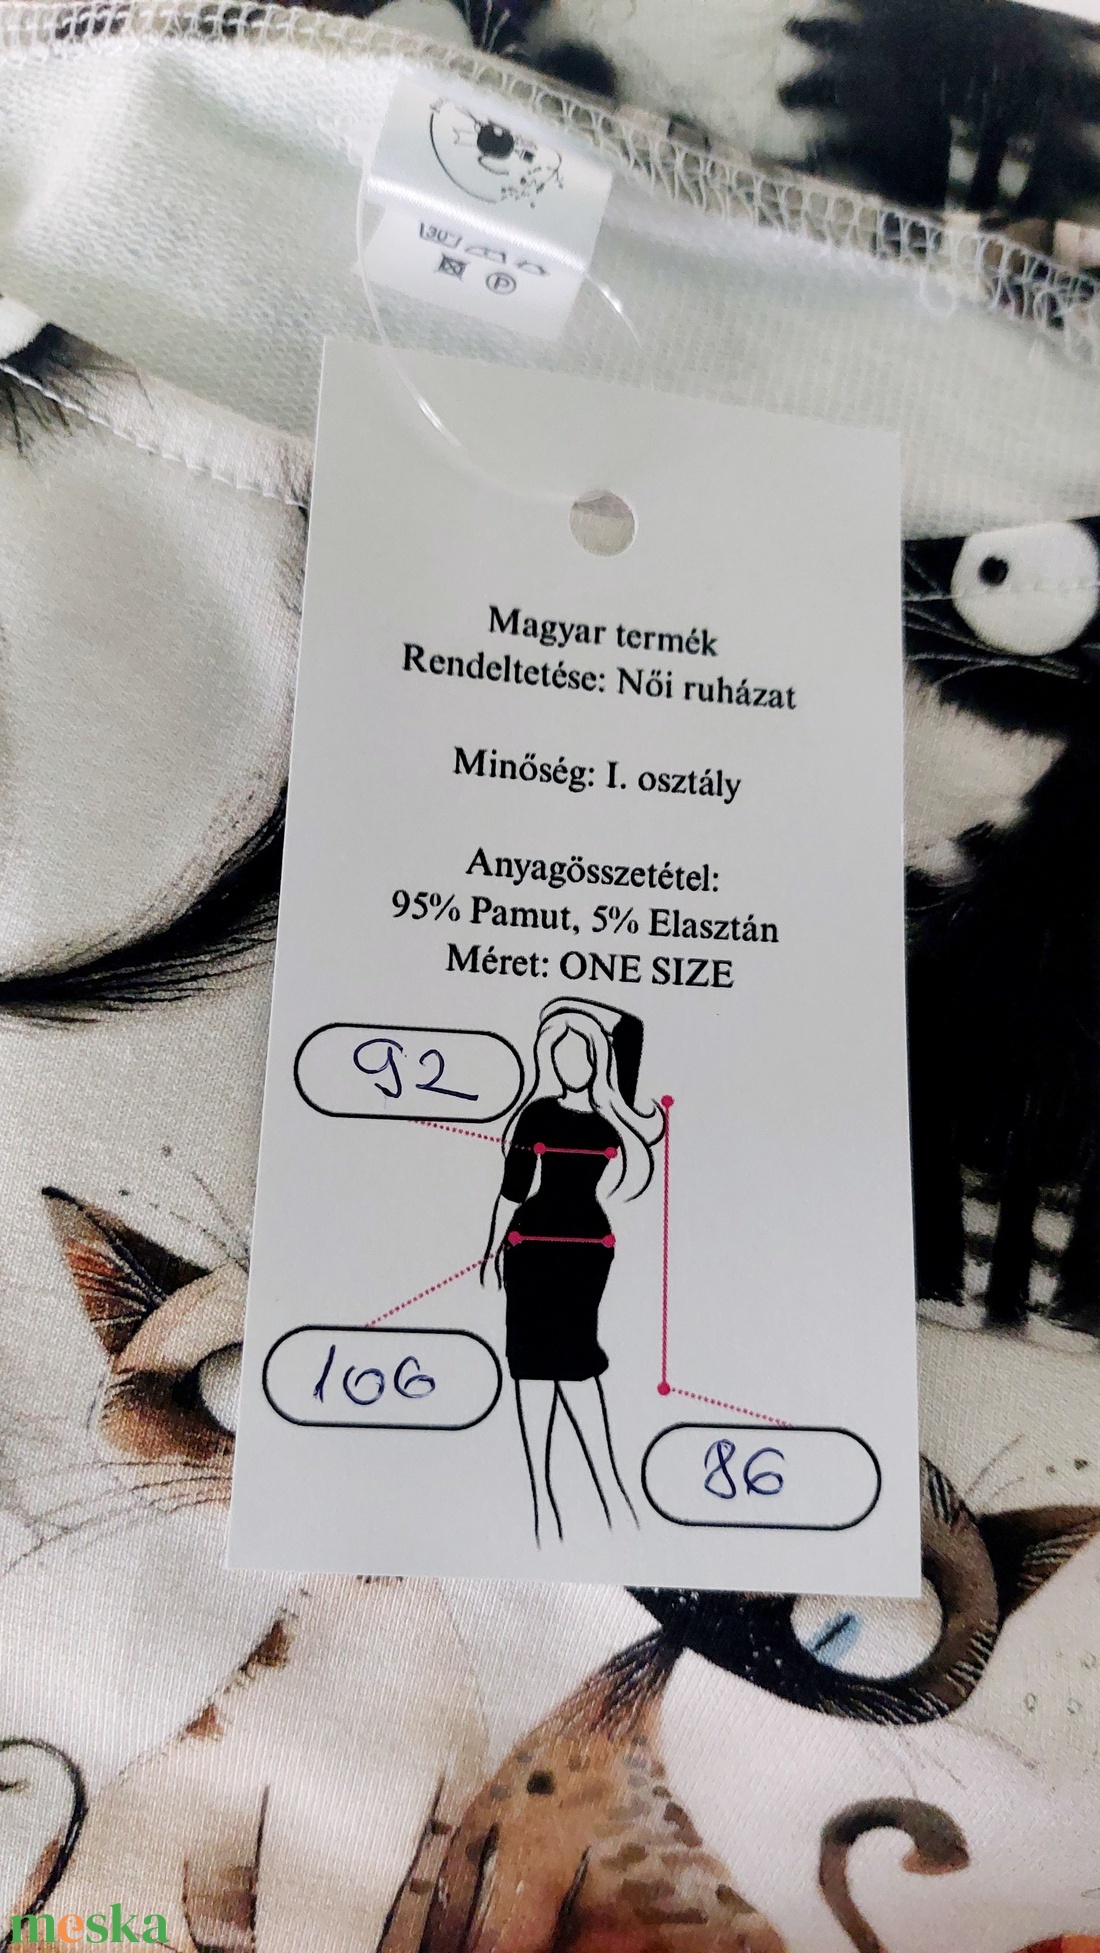 30°
P
Magyar termék
Rendeltetése: Női ruházat
Minőség: I. osztály
Anyagösszetétel:
95% Pamut, 5% Elasztán
Méret: ONE SIZE
92
106
86
meska